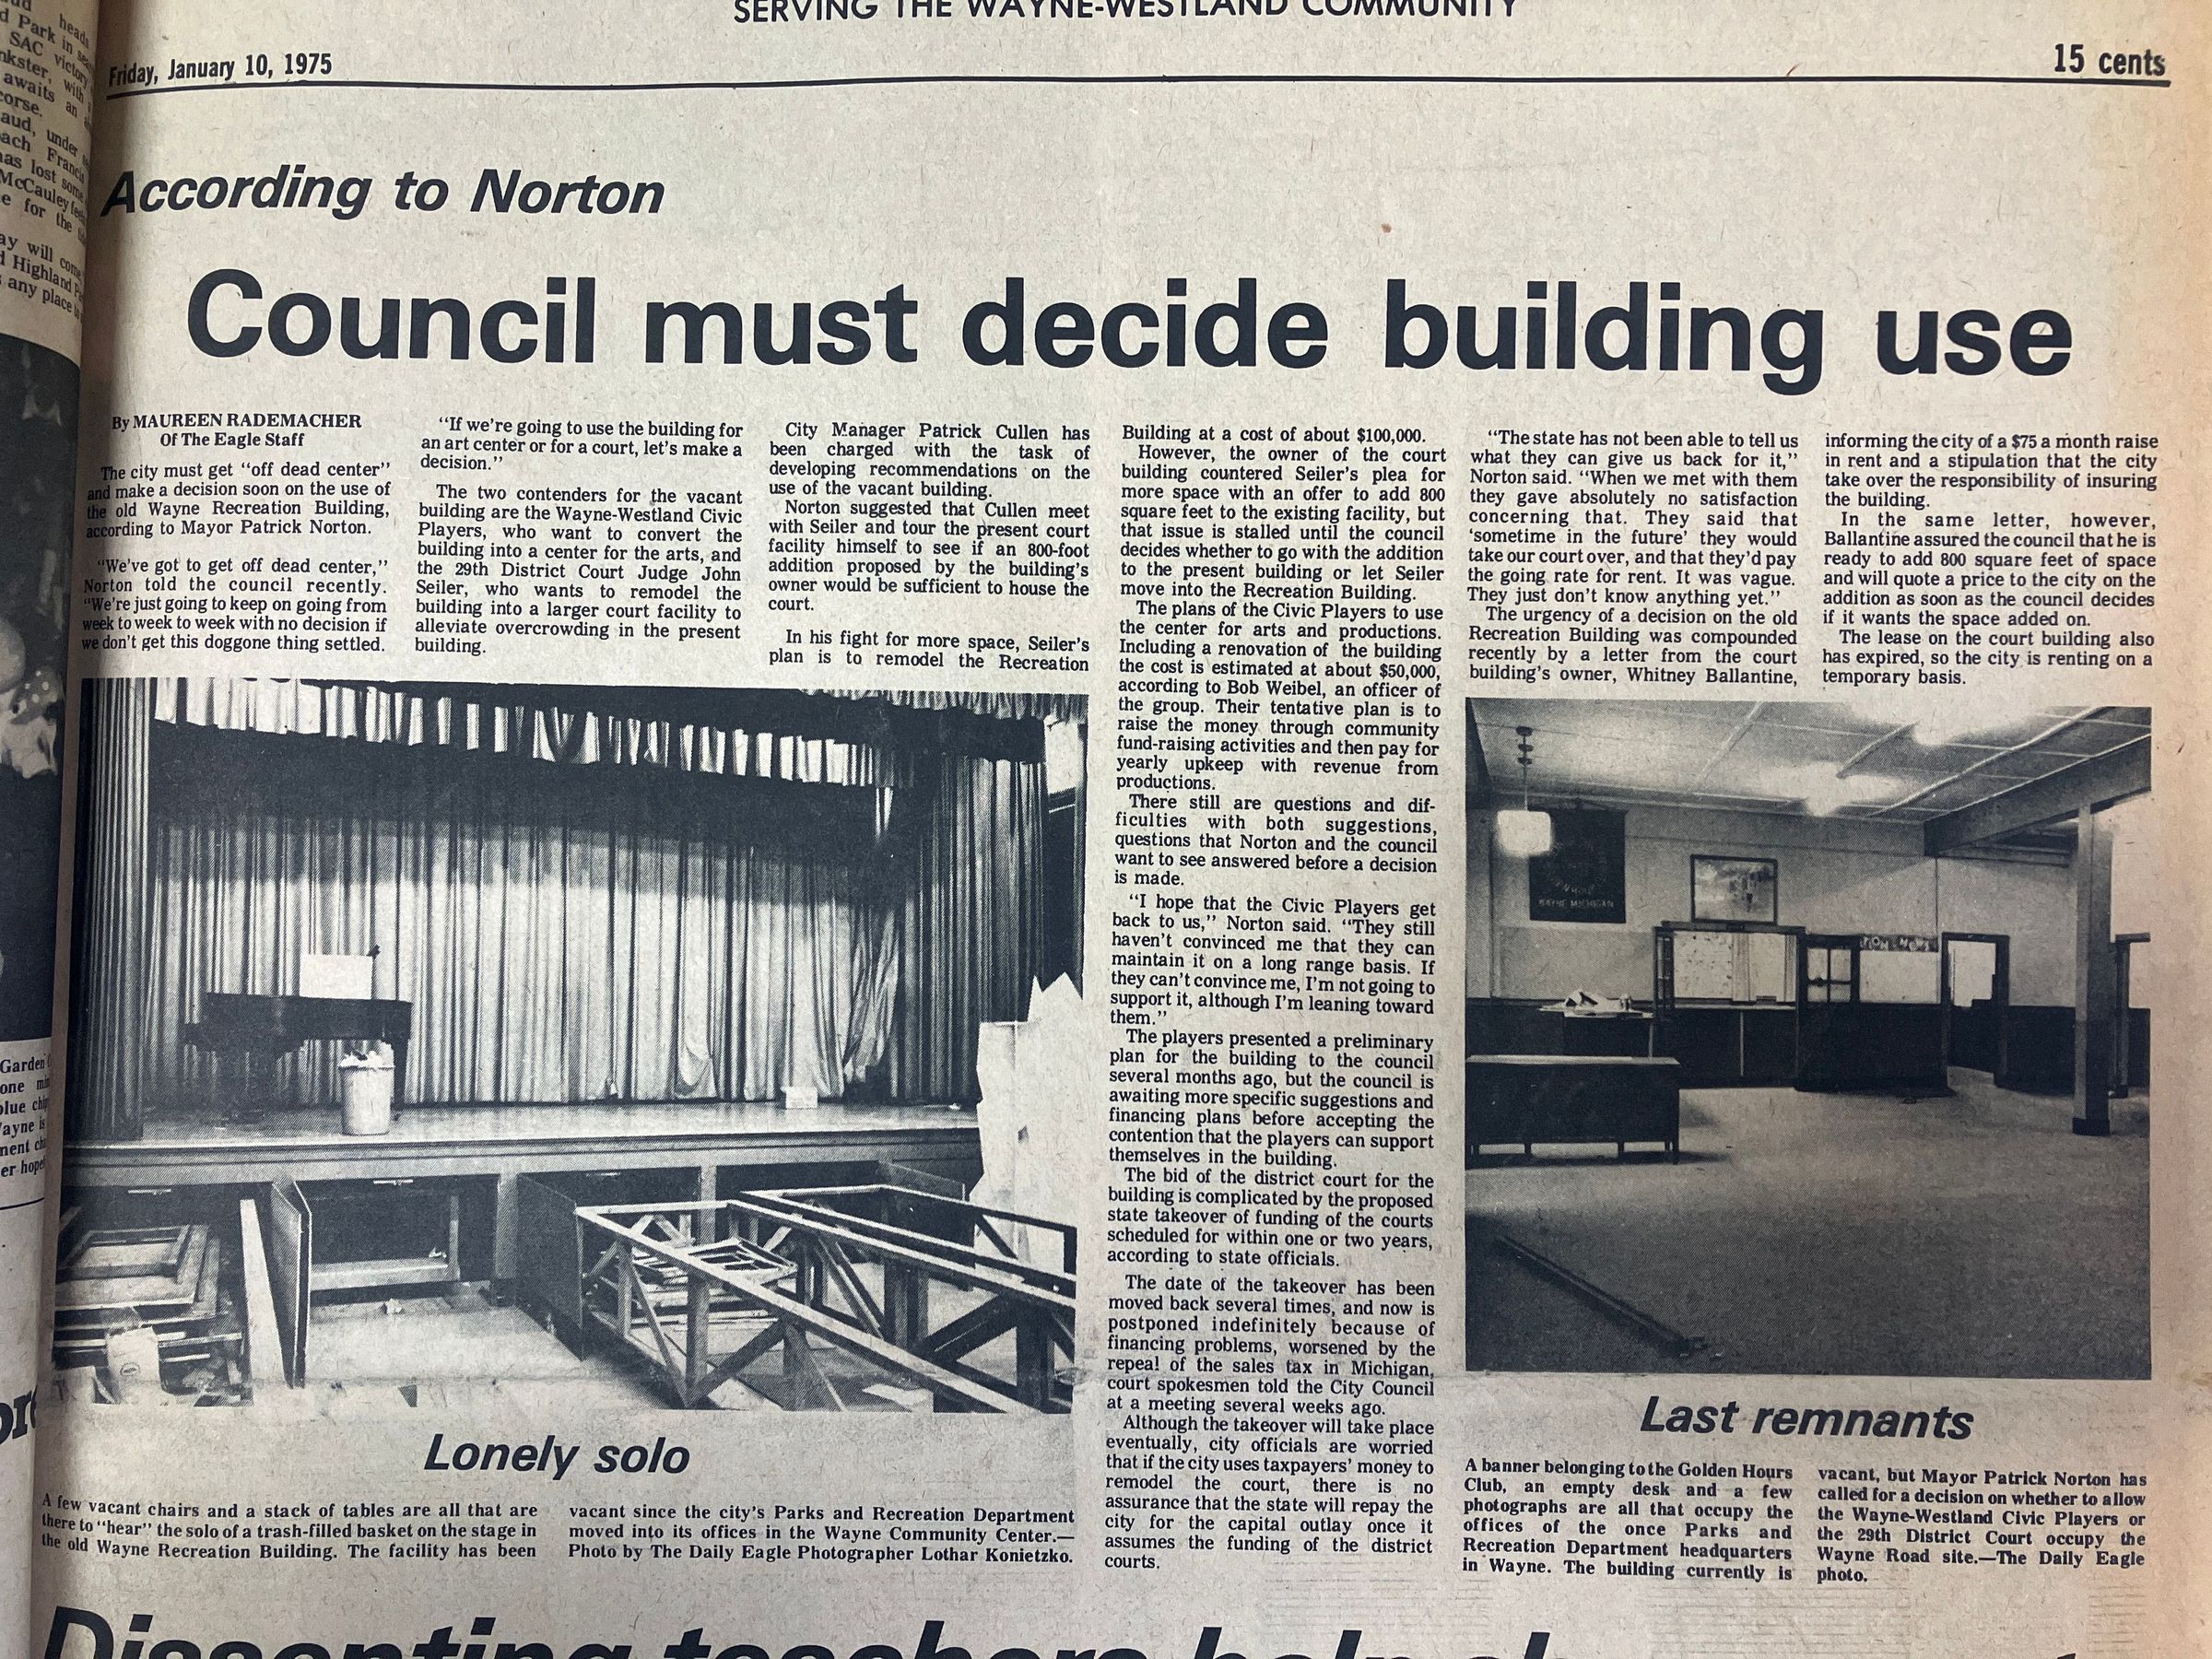 SERVING THE WAYNE-WESTLAND COMMUNITY
Friday, January 10, 1975
15 cents
According to Norton
Council must decide building use
By MAUREEN RADEMACHER
Of The Eagle Staff
The city must get "off dead center"
and make a decision soon on the use of
the old Wayne Recreation Building,
according to Mayor Patrick Norton.
"We've got to get off dead center,"
Norton told the council recently.
"We're just going to keep on going from
week to week to week with no decision if
we don't get this doggone thing settled.
"If we're going to use the building for
an art center or for a court, let's make a
decision."
The two contenders for the vacant
building are the Wayne-Westland Civic
Players, who want to convert the
building into a center for the arts, and
the 29th District Court Judge John
Seiler, who wants to remodel the
building into a larger court facility to
alleviate overcrowding in the present
building.
City Manager Patrick Cullen has
been charged with the task of
developing recommendations on the
use of the vacant building.
Norton suggested that Cullen meet
with Seiler and tour the present court
facility himself to see if an 800-foot
addition proposed by the building's
owner would be sufficient to house the
court.
In his fight for more space, Seiler's
plan is to remodel the Recreation
Building at a cost of about $100,000.
However, the owner of the court
building countered Seiler's plea for
more space with an offer to add 800
square feet to the existing facility, but
that issue is stalled until the council
decides whether to go with the addition
to the present building or let Seiler
move into the Recreation Building.
The plans of the Civic Players to use
the center for arts and productions.
Including a renovation of the building
the cost is estimated at about $50,000,
according to Bob Weibel, an officer of
the group. Their tentative plan is to
raise the money through community
fund-raising activities and then pay for
yearly upkeep with revenue from
productions.
There still are questions and dif-
ficulties with both suggestions,
questions that Norton and the council
want to see answered before a decision
is made.
"I hope that the Civic Players get
back to us," Norton said. "They still
haven't convinced me that they can
maintain it on a long range basis. If
they can't convince me, I'm not going to
support it, although I'm leaning toward
them."
The players presented a preliminary
plan for the building to the council
several months ago, but the council is
awaiting more specific suggestions and
financing plans before accepting the
contention that the players can support
themselves in the building.
The bid of the district court for the
building is complicated by the proposed
state takeover of funding of the courts
scheduled for within one or two years,
according to state officials.
The date of the takeover has been
moved back several times, and now is
postponed indefinitely because of
financing problems, worsened by the
repeal of the sales tax in Michigan,
court spokesmen told the City Council
at a meeting several weeks ago.
Although the takeover will take place
eventually, city officials are worried
that if the city uses taxpayers' money to
remodel the court, there is no
assurance that the state will repay the
city for the capital outlay once it
assumes the funding of the district
courts.
"The state has not been able to tell us
what they can give us back for it,"
Norton said. "When we met with them
they gave absolutely no satisfaction
concerning that. They said that
'sometime in the future' they would
take our court over, and that they'd pay
the going rate for rent. It was vague.
They just don't know anything yet."
The urgency of a decision on the old
Recreation Building was compounded
recently by a letter from the court
building's owner, Whitney Ballantine,
informing the city of a $75 a month raise
in rent and a stipulation that the city
take over the responsibility of insuring
the building.
In the same letter, however,
Ballantine assured the council that he is
ready to add 800 square feet of space
and will quote a price to the city on the
addition as soon as the council decides
if it wants the space added on.
The lease on the court building also
has expired, so the city is renting on a
temporary basis.
WAYNE MICHIGAN
Lonely solo
A few vacant chairs and a stack of tables are all that are
there to "hear" the solo of a trash-filled basket on the stage in
the old Wayne Recreation Building. The facility has been
vacant since the city's Parks and Recreation Department
moved into its offices in the Wayne Community Center.—
Photo by The Daily Eagle Photographer Lothar Konietzko.
Last remnants
A banner belonging to the Golden Hours
Club, an empty desk and a few
photographs are all that occupy the
offices of the once Parks and
Recreation Department headquarters
in Wayne. The building currently is
vacant, but Mayor Patrick Norton has
called for a decision on whether to allow
the Wayne-Westland Civic Players or
the 29th District Court occupy the
Wayne Road site.—The Daily Eagle
photo.
Dissenting teachers